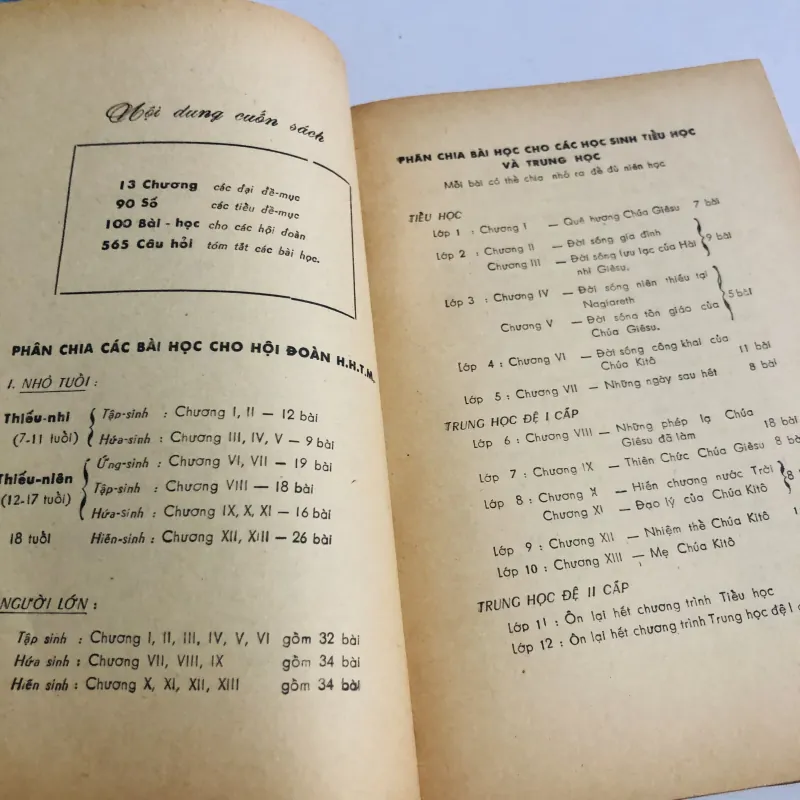 Nội dung cuốn sách
13 Chương các đại đề-mục
90 Số các tiểu đề-mục
100 Bài - học cho các hội đoàn
565 Câu hỏi tóm tắt các bài học.
PHÂN CHIA CÁC BÀI HỌC CHO HỘI ĐOÀN H.H.T.M.
I. NHỎ TUỔI :
Thiếu-nhi (7-11 tuổi)
Tập-sinh : Chương I, II — 12 bài
Hứa-sinh : Chương III, IV, V — 9 bài
Thiếu-niên (12-17 tuổi)
Ứng-sinh : Chương VI, VII — 19 bài
Tập-sinh : Chương VIII — 18 bài
Hứa-sinh : Chương IX, X, XI — 16 bài
18 tuổi Hiến-sinh : Chương XII, XIII — 26 bài
NGƯỜI LỚN :
Tập sinh : Chương I, II, III, IV, V, VI gồm 32 bài
Hứa sinh : Chương VII, VIII, IX gồm 34 bài
Hiến sinh : Chương X, XI, XII, XIII gồm 34 bài
PHÂN CHIA BÀI HỌC CHO CÁC HỌC SINH TIỀU HỌC
VÀ TRUNG HỌC
Mỗi bài có thể chia nhỏ ra để đủ niên học
TIỀU HỌC
Lớp 1 : Chương I — Quê hương Chúa Giêsu 7 bài
Lớp 2 : Chương II — Đời sống gia đình
Chương III — Đời sống lưu lạc của Hài
nhi Giêsu.
9 bài
Lớp 3 : Chương IV — Đời sống niên thiếu tại
Nagiareth
Chương V — Đời sống tôn giáo của
Chúa Giêsu.
5 bài
Lớp 4 : Chương VI — Đời sống công khai của
Chúa Kitô 11 bài
Lớp 5 : Chương VII — Những ngày sau hết 8 bài
TRUNG HỌC ĐỆ I CẤP
Lớp 6 : Chương VIII — Những phép lạ Chúa
Giêsu đã làm 18 bài
Lớp 7 : Chương IX — Thiên Chức Chúa Giêsu 8 bài
Lớp 8 : Chương X — Hiến chương nước Trời
Chương XI — Đạo lý của Chúa Kitô
8
Lớp 9 : Chương XII — Nhiệm thể Chúa Kitô 1
Lớp 10 : Chương XIII — Mẹ Chúa Kitô
TRUNG HỌC ĐỆ II CẤP
Lớp 11 : Ôn lại hết chương trình Tiểu học
Lớp 12 : Ôn lại hết chương trình Trung học đệ I